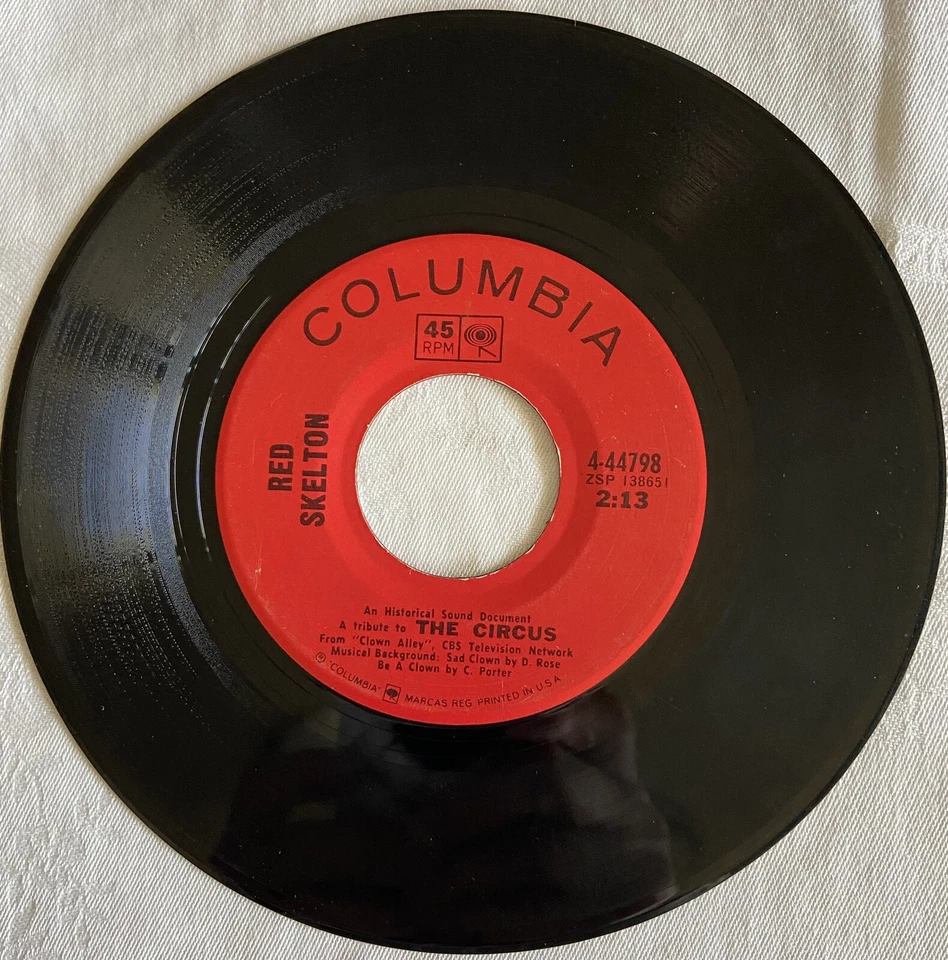 COLUMBIA
45
RPM
RED
SKELTON
4-44798
ZSP 138651
2:13
An Historical Sound Document
A tribute to THE CIRCUS
From "Clown Alley", CBS Television Network
Musical Background: Sad Clown by D. Rose
Be A Clown by C. Porter
® "COLUMBIA" MARCAS REG. PRINTED IN U.S.A.